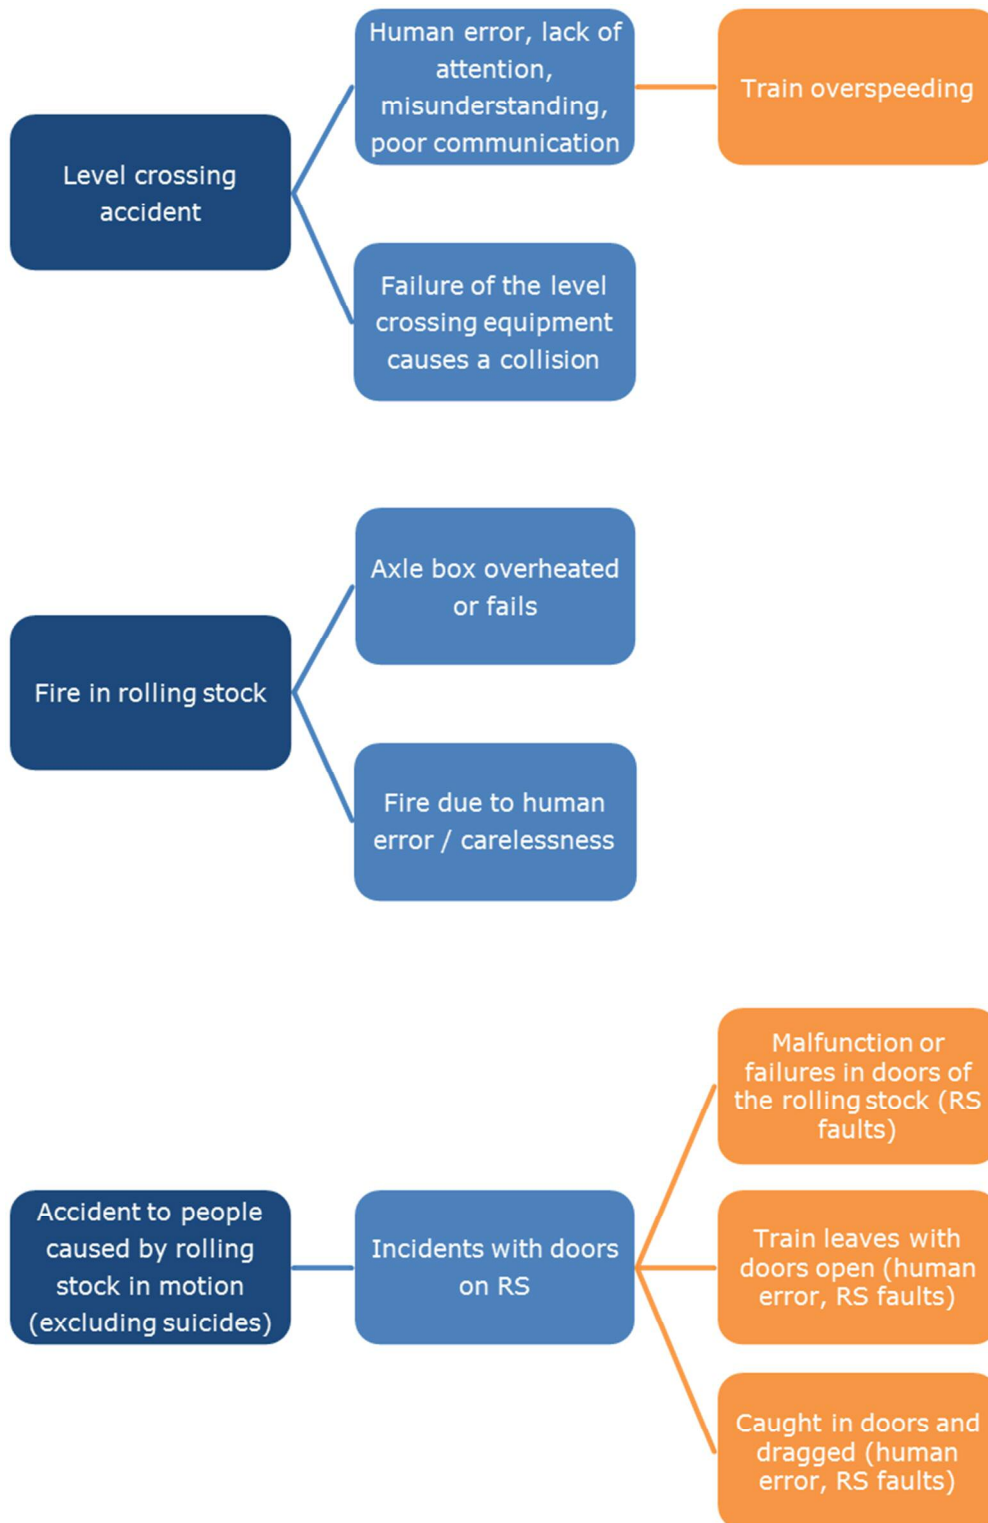 Human error, lack of
attention,
misunderstanding,
poor communication
Train overspeeding
Level crossing
accident
Failure of the level
crossing equipment
causes a collision
Axle box overheated
or fails
Fire in rolling stock
Fire due to human
error / carelessness
Malfunction or
failures in doors of
the rolling stock (RS
faults)
Accident to people
caused by rolling
stock in motion
(excluding suicides)
Incidents with doors
on RS
Train leaves with
doors open (human
error, RS faults)
Caught in doors and
dragged (human
error, RS faults)